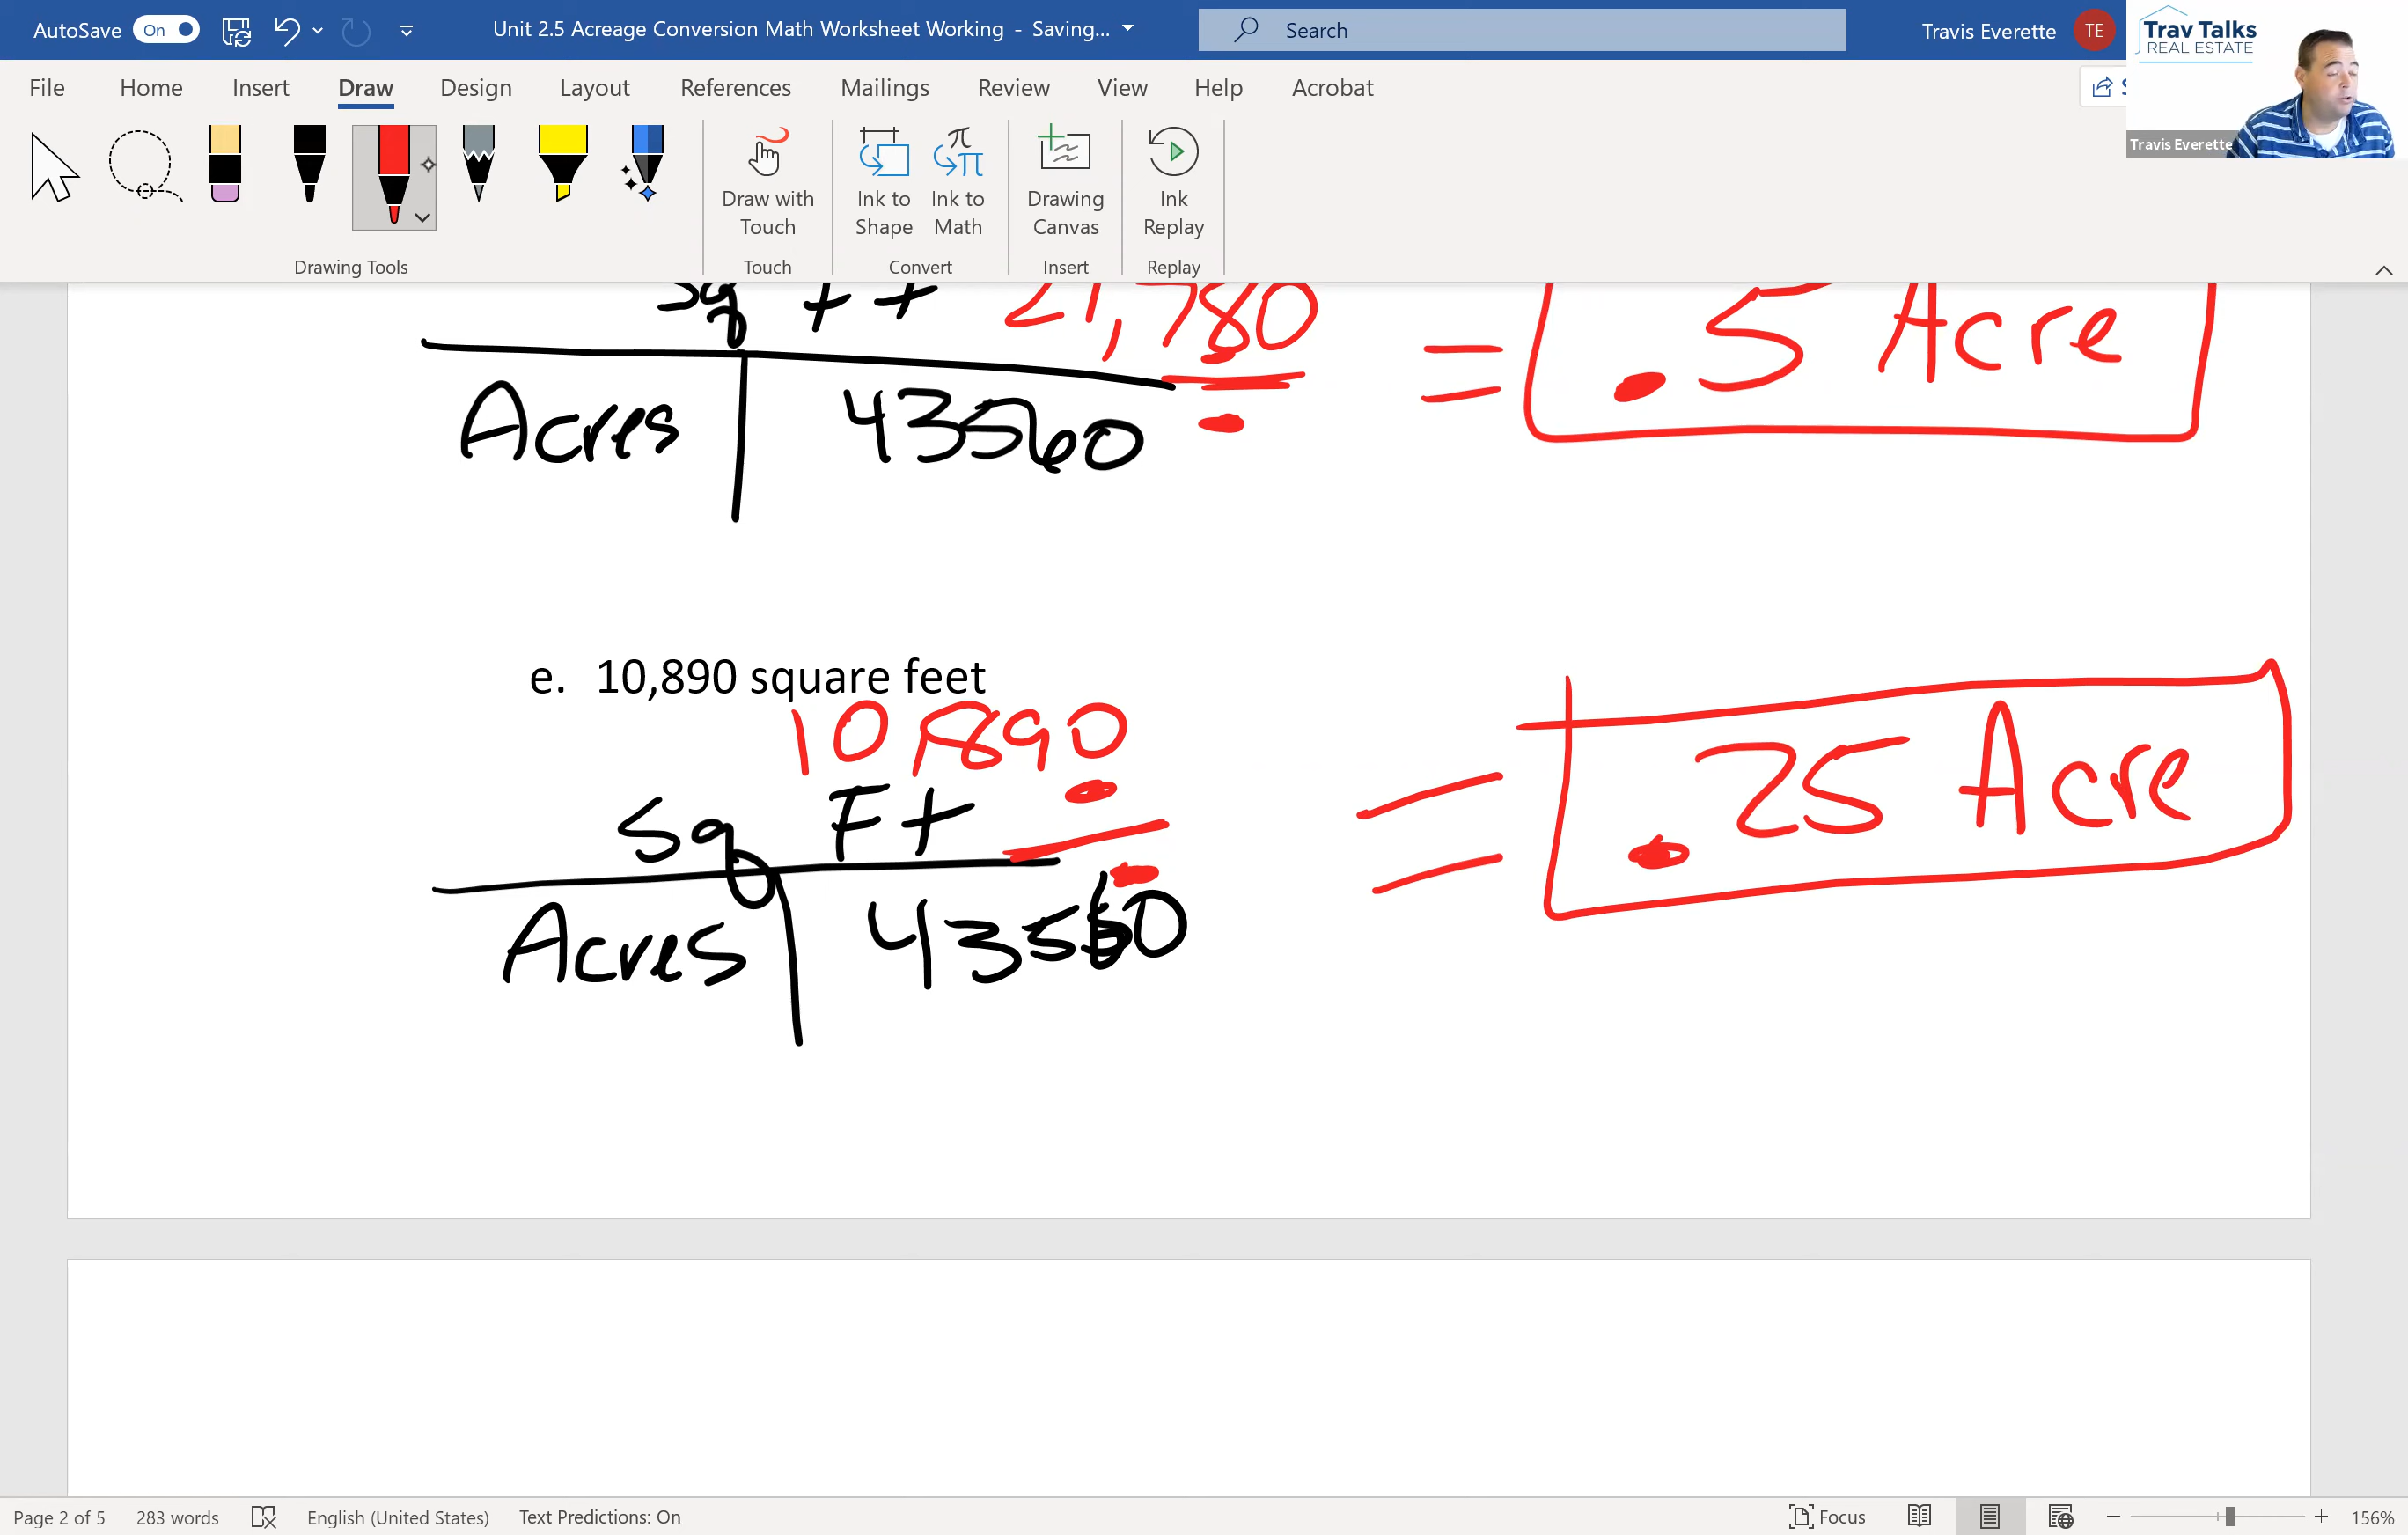 AutoSave On Unit 2.5 Acreage Conversion Math Worksheet Working - Saving... Search Travis Everette TE
Trav Talks
REAL ESTATE
Travis Everette
File Home Insert Draw Design Layout References Mailings Review View Help Acrobat
Draw with Touch
Ink to Shape
Ink to Math
Drawing Canvas
Ink Replay
Drawing Tools Touch Convert Insert Replay
sq ft 21,780 = .5 Acre
Acres 43560
e. 10,890 square feet
10,890
Sq Ft = .25 Acre
Acres 43560
Page 2 of 5 283 words English (United States) Text Predictions: On Focus 156%